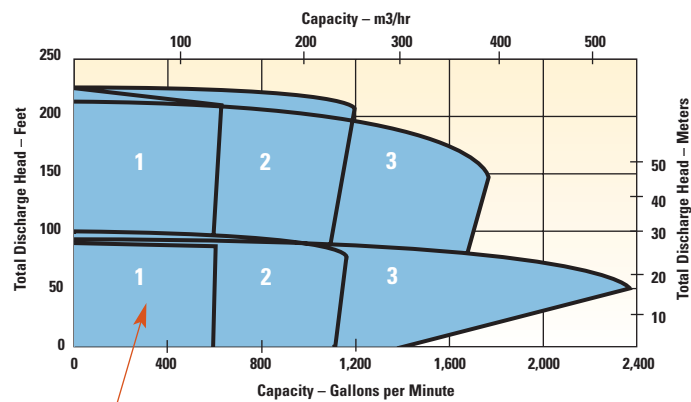 Capacity – m3/hr
100 200 300 400 500
Total Discharge Head – Feet
250
200
150
100
50
0
1 2 3
1 2 3
Total Discharge Head – Meters
50
40
30
20
10
0 400 800 1,200 1,600 2,000 2,400
Capacity – Gallons per Minute